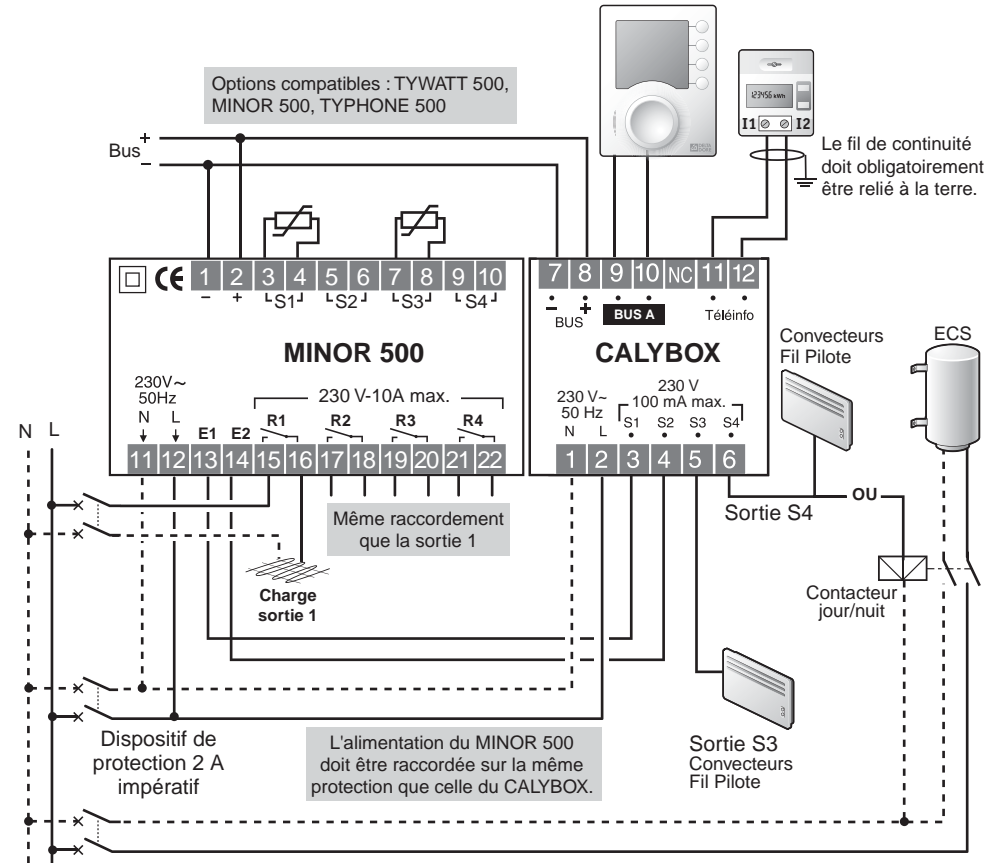 Options compatibles : TYWATT 500,
MINOR 500, TYPHONE 500
Bus
+
–
123456 kWh
I1
I2
Le fil de continuité
doit obligatoirement
être relié à la terre.
CE 1 2 3 4 5 6 7 8 9 10
– + S1 S2 S3 S4
MINOR 500
230V~
50Hz
N L
230 V-10A max.
E1 E2 R1 R2 R3 R4
11 12 13 14 15 16 17 18 19 20 21 22
7 8 9 10 NC 11 12
– + BUS
BUS A
Téléinfo
CALYBOX
230 V~
50 Hz
N L
230 V
100 mA max.
S1 S2 S3 S4
1 2 3 4 5 6
Convecteurs
Fil Pilote
ECS
N L
Même raccordement
que la sortie 1
Charge
sortie 1
Sortie S4
OU
Contacteur
jour/nuit
Dispositif de
protection 2 A
impératif
L'alimentation du MINOR 500
doit être raccordée sur la même
protection que celle du CALYBOX.
Sortie S3
Convecteurs
Fil Pilote